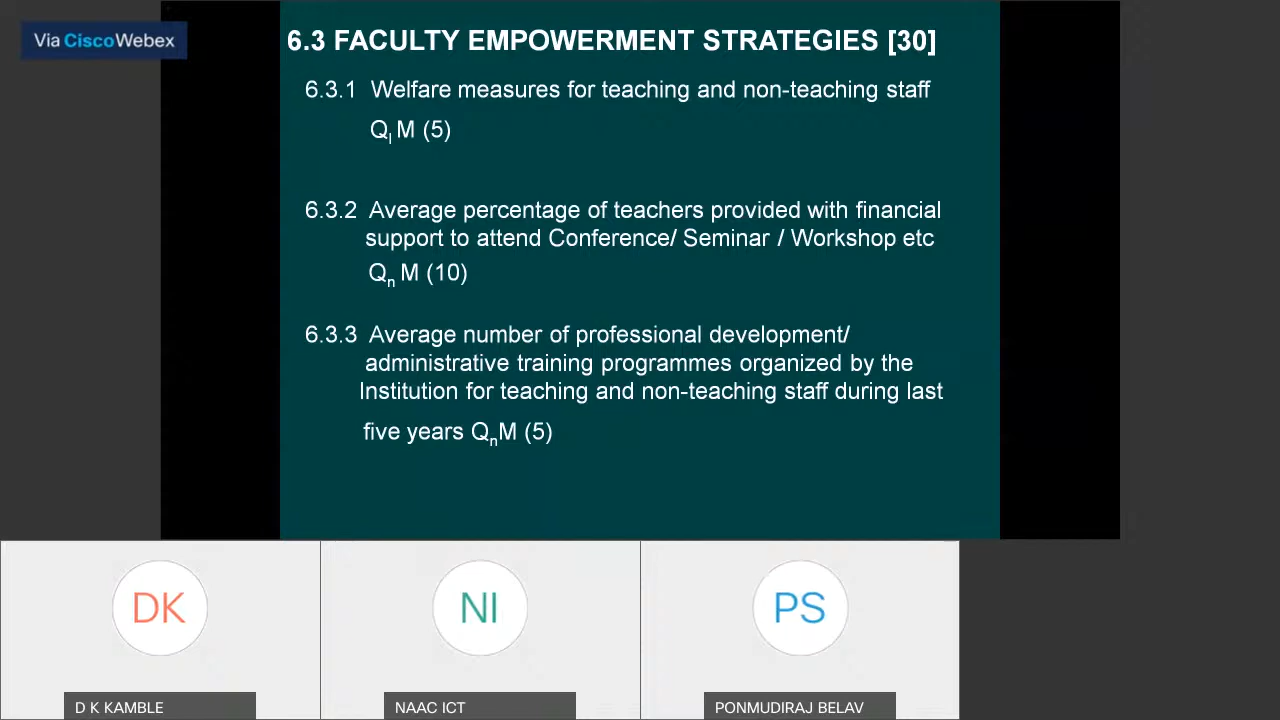 Via CiscoWebex
6.3 FACULTY EMPOWERMENT STRATEGIES [30]
6.3.1 Welfare measures for teaching and non-teaching staff
QlM (5)
6.3.2 Average percentage of teachers provided with financial
support to attend Conference/ Seminar / Workshop etc
Qn M (10)
6.3.3 Average number of professional development/
administrative training programmes organized by the
Institution for teaching and non-teaching staff during last
five years QnM (5)
DK
NI
PS
D K KAMBLE
NAAC ICT
PONMUDIRAJ BELAV